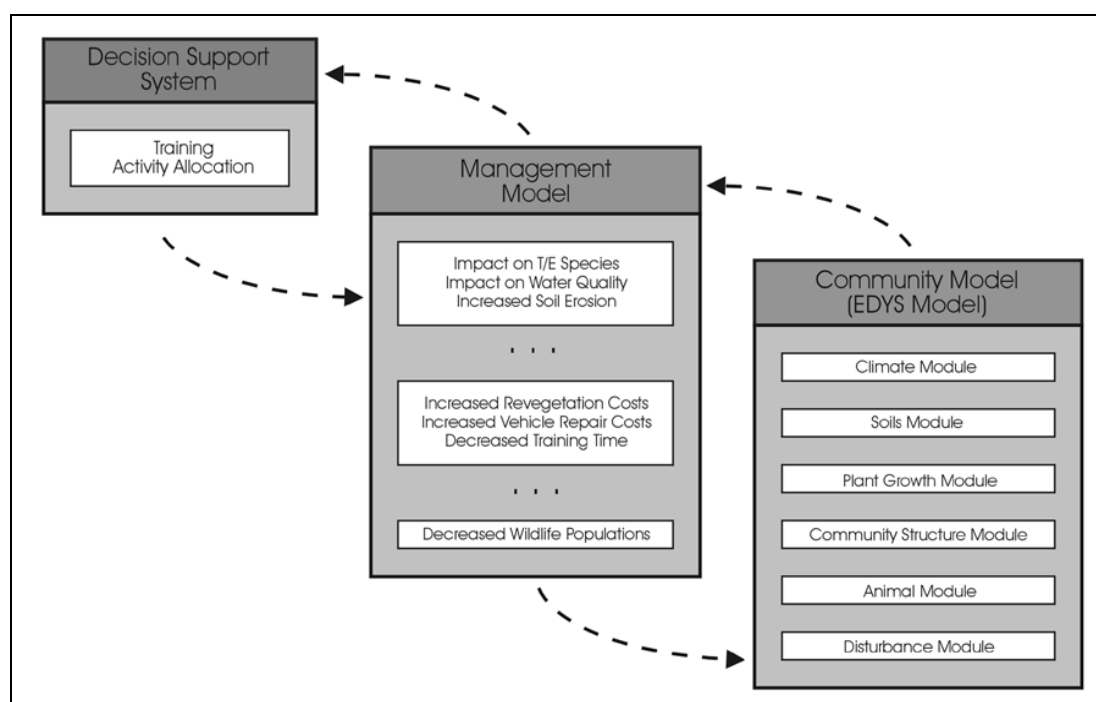 Decision Support
System
Training
Activity Allocation
Management
Model
Impact on T/E Species
Impact on Water Quality
Increased Soil Erosion
. . .
Increased Revegetation Costs
Increased Vehicle Repair Costs
Decreased Training Time
. . .
Decreased Wildlife Populations
Community Model
(EDYS Model)
Climate Module
Soils Module
Plant Growth Module
Community Structure Module
Animal Module
Disturbance Module